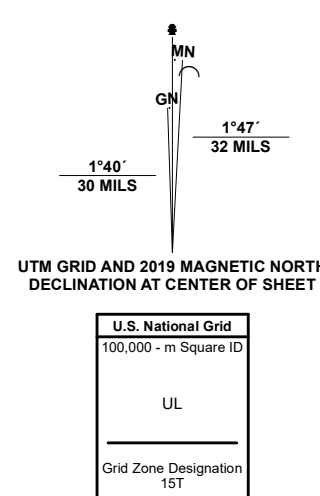 MN
GN
1°47´
32 MILS
1°40´
30 MILS
UTM GRID AND 2019 MAGNETIC NORTH
DECLINATION AT CENTER OF SHEET
U.S. National Grid
100,000 - m Square ID
UL
Grid Zone Designation
15T